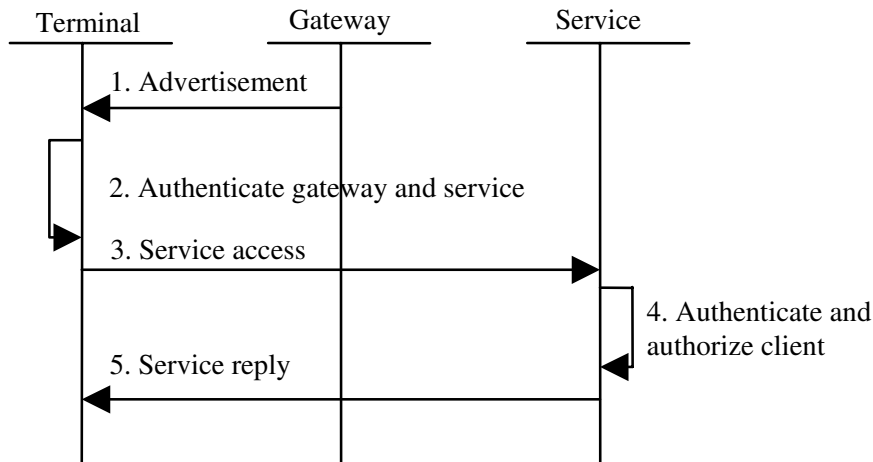 Terminal
Gateway
Service
1. Advertisement
2. Authenticate gateway and service
3. Service access
4. Authenticate and
authorize client
5. Service reply